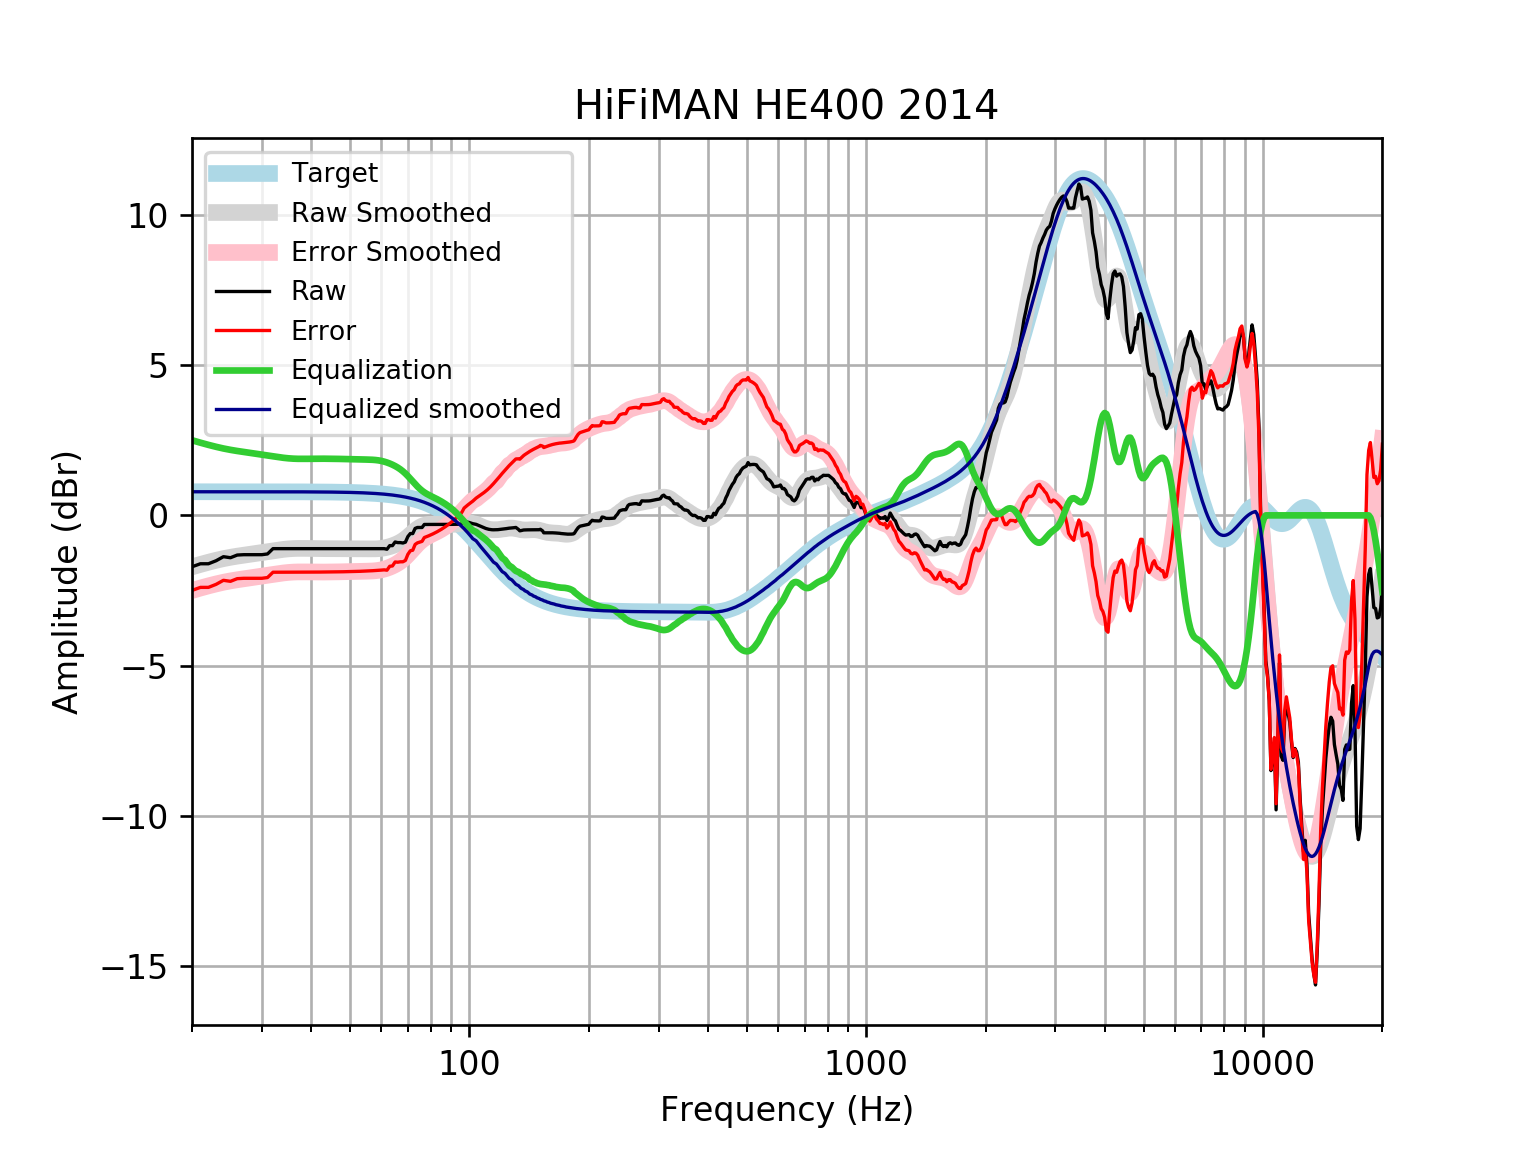 HiFiMAN HE400 2014
Target
Raw Smoothed
Error Smoothed
Raw
Error
Equalization
Equalized smoothed
10
5
0
−5
−10
−15
Amplitude (dBr)
100 1000 10000
Frequency (Hz)